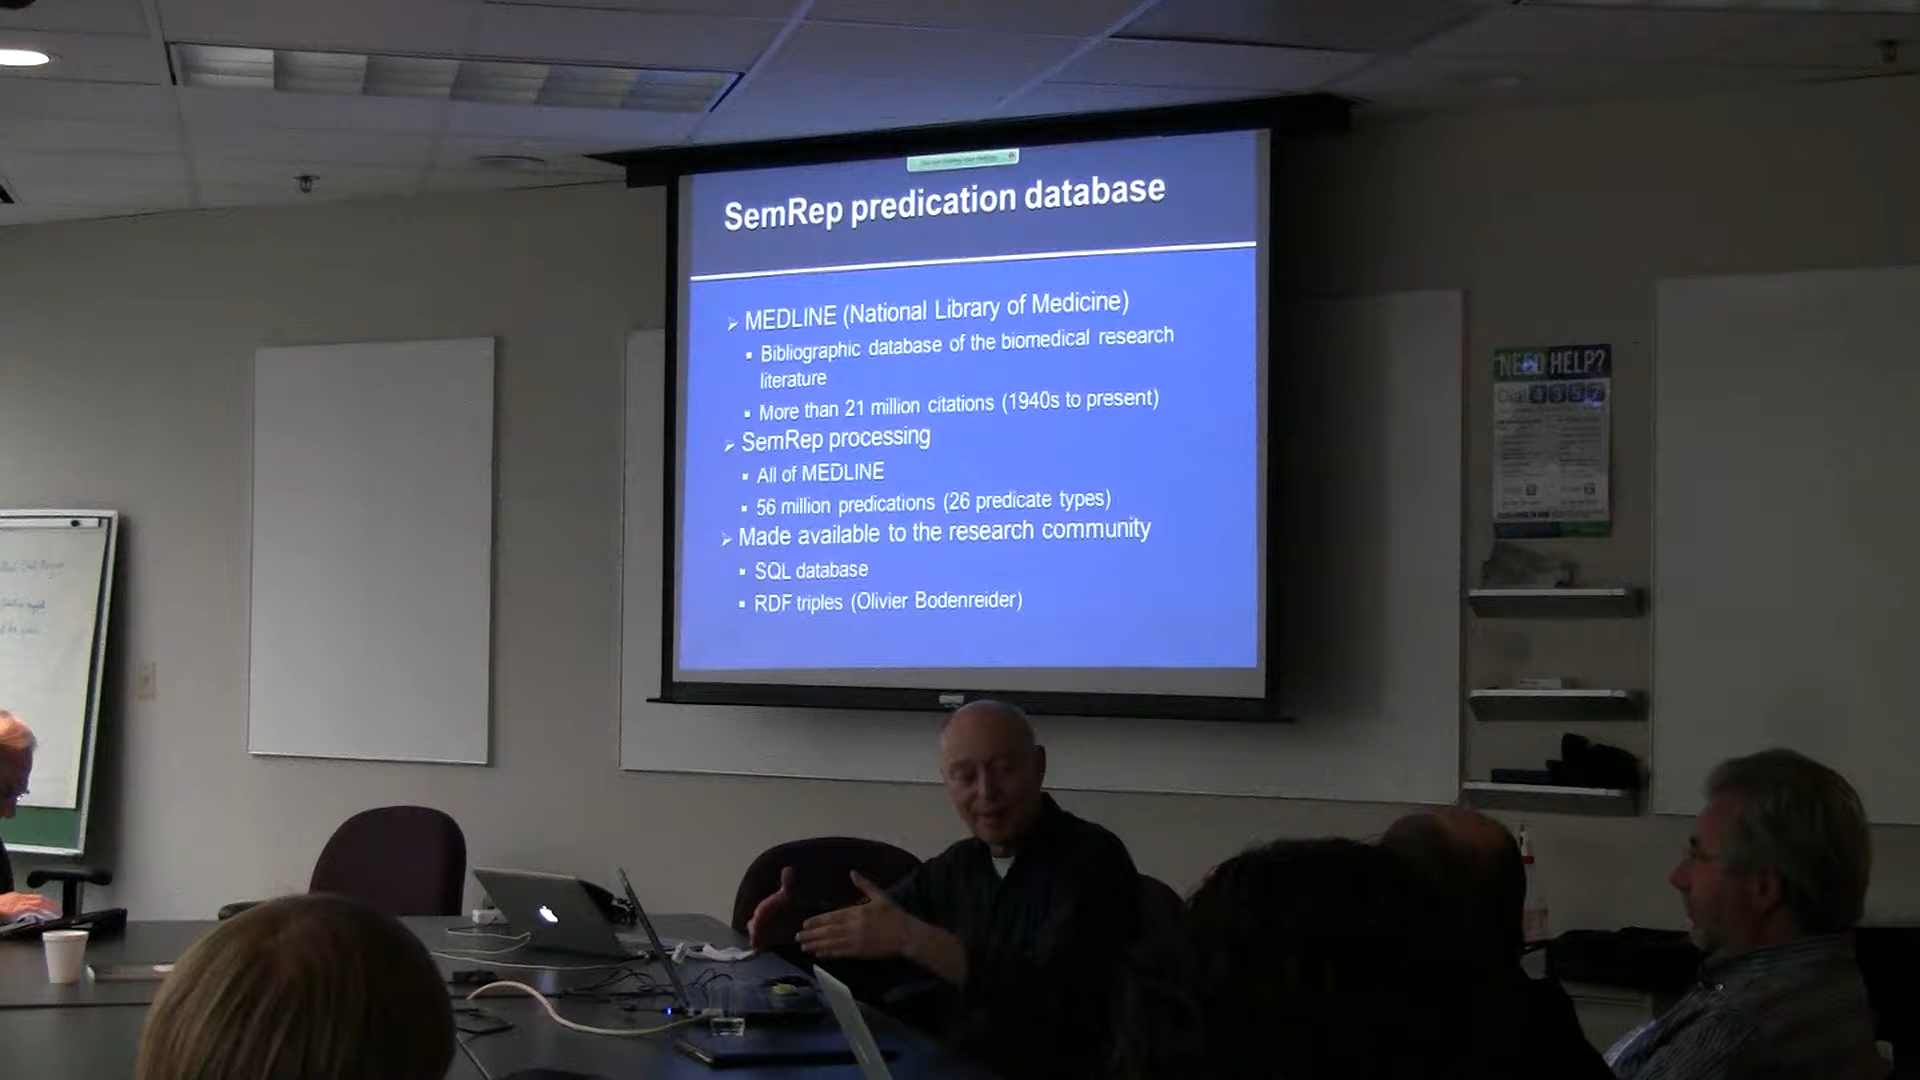 SemRep predication database
➢ MEDLINE (National Library of Medicine)
▪ Bibliographic database of the biomedical research
literature
▪ More than 21 million citations (1940s to present)
➢ SemRep processing
▪ All of MEDLINE
▪ 56 million predications (26 predicate types)
➢ Made available to the research community
▪ SQL database
▪ RDF triples (Olivier Bodenreider)
NEED HELP?
Dial 4357